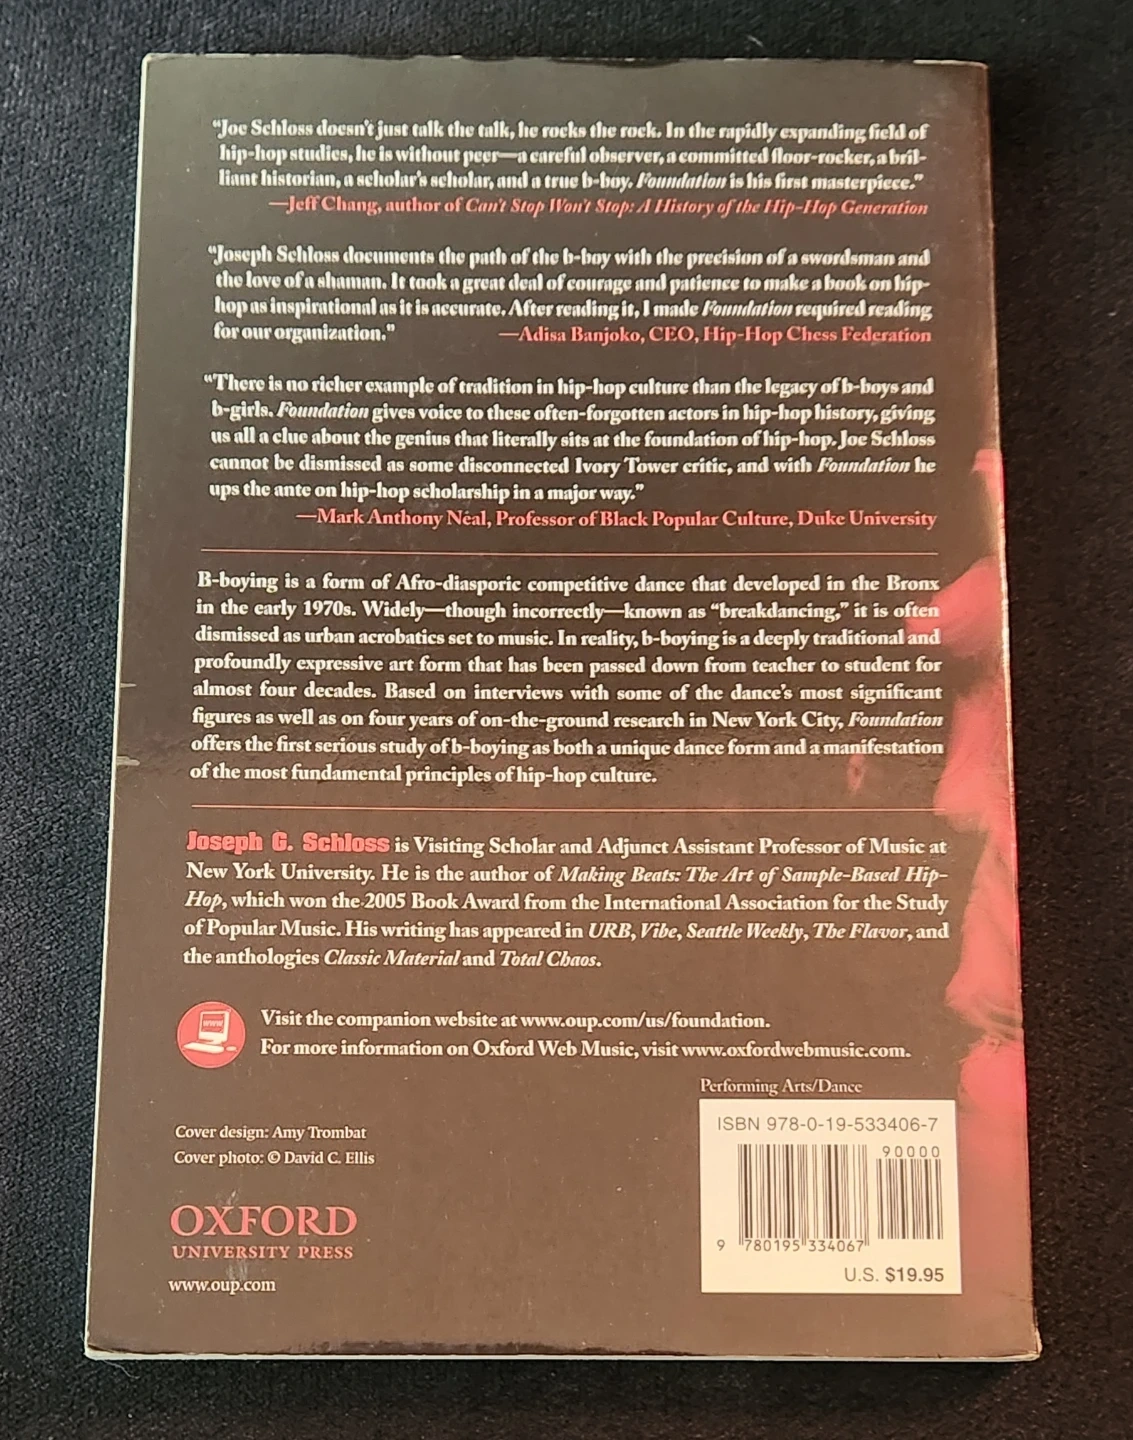 “Joe Schloss doesn’t just talk the talk, he rocks the rock. In the rapidly expanding field of
hip-hop studies, he is without peer—a careful observer, a committed floor-rocker, a bril-
liant historian, a scholar’s scholar, and a true b-boy. Foundation is his first masterpiece.”
—Jeff Chang, author of Can’t Stop Won’t Stop: A History of the Hip-Hop Generation
“Joseph Schloss documents the path of the b-boy with the precision of a swordsman and
the love of a shaman. It took a great deal of courage and patience to make a book on hip-
hop as inspirational as it is accurate. After reading it, I made Foundation required reading
for our organization.” —Adisa Banjoko, CEO, Hip-Hop Chess Federation
“There is no richer example of tradition in hip-hop culture than the legacy of b-boys and
b-girls. Foundation gives voice to these often-forgotten actors in hip-hop history, giving
us all a clue about the genius that literally sits at the foundation of hip-hop. Joe Schloss
cannot be dismissed as some disconnected Ivory Tower critic, and with Foundation he
ups the ante on hip-hop scholarship in a major way.”
—Mark Anthony Neal, Professor of Black Popular Culture, Duke University
B-boying is a form of Afro-diasporic competitive dance that developed in the Bronx
in the early 1970s. Widely—though incorrectly—known as “breakdancing,” it is often
dismissed as urban acrobatics set to music. In reality, b-boying is a deeply traditional and
profoundly expressive art form that has been passed down from teacher to student for
almost four decades. Based on interviews with some of the dance’s most significant
figures as well as on four years of on-the-ground research in New York City, Foundation
offers the first serious study of b-boying as both a unique dance form and a manifestation
of the most fundamental principles of hip-hop culture.
Joseph G. Schloss is Visiting Scholar and Adjunct Assistant Professor of Music at
New York University. He is the author of Making Beats: The Art of Sample-Based Hip-
Hop, which won the 2005 Book Award from the International Association for the Study
of Popular Music. His writing has appeared in URB, Vibe, Seattle Weekly, The Flavor, and
the anthologies Classic Material and Total Chaos.
www
Visit the companion website at www.oup.com/us/foundation.
For more information on Oxford Web Music, visit www.oxfordwebmusic.com.
Performing Arts/Dance
ISBN 978-0-19-533406-7
90000
9 780195 334067
U.S. $19.95
Cover design: Amy Trombat
Cover photo: © David C. Ellis
OXFORD
UNIVERSITY PRESS
www.oup.com